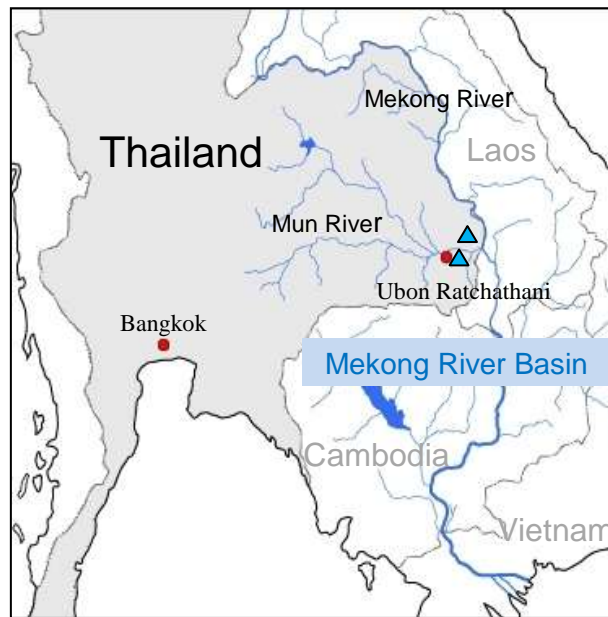 Mekong River
Thailand
Laos
Mun River
Ubon Ratchathani
Bangkok
Mekong River Basin
Cambodia
Vietnam